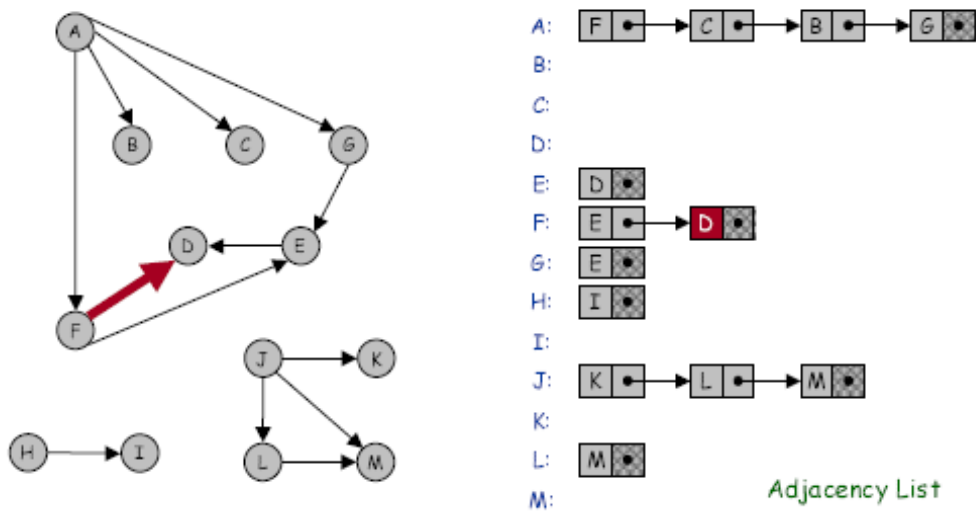 A
B
C
G
D
E
F
J
K
H
I
L
M
A: F C B G
B:
C:
D:
E: D
F: E D
G: E
H: I
I:
J: K L M
K:
L: M
M:
Adjacency List